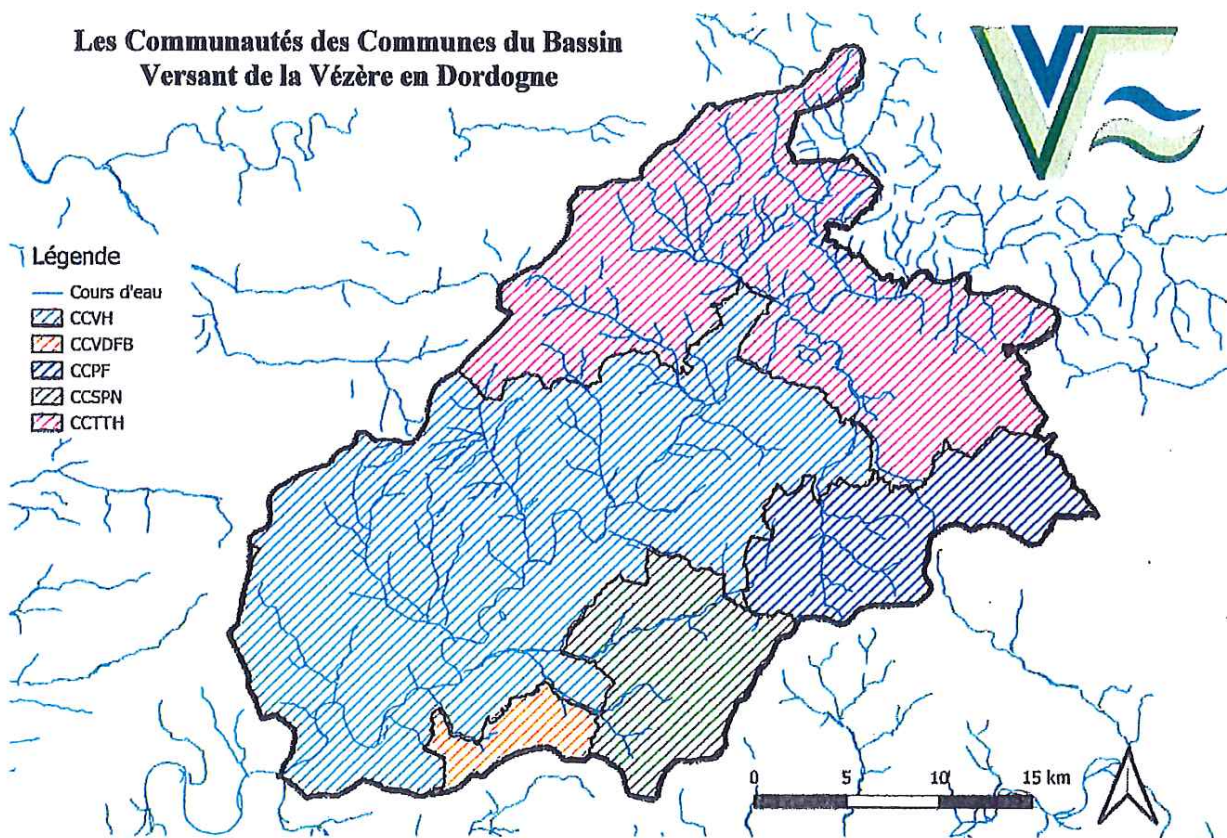 Les Communautés des Communes du Bassin
Versant de la Vézère en Dordogne
Légende
Cours d'eau
CCVH
CCVDFB
CCPF
CCSPN
CCTTH
0 5 10 15 km